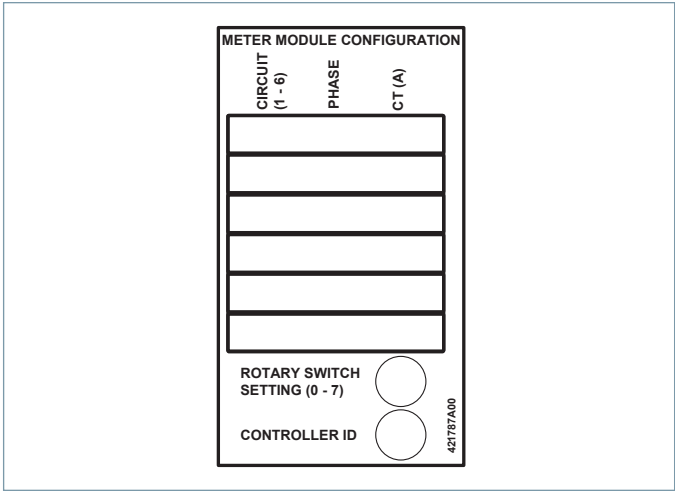 METER MODULE CONFIGURATION
CIRCUIT
(1 - 6)
PHASE
CT (A)
ROTARY SWITCH
SETTING (0 - 7)
CONTROLLER ID
421787A00